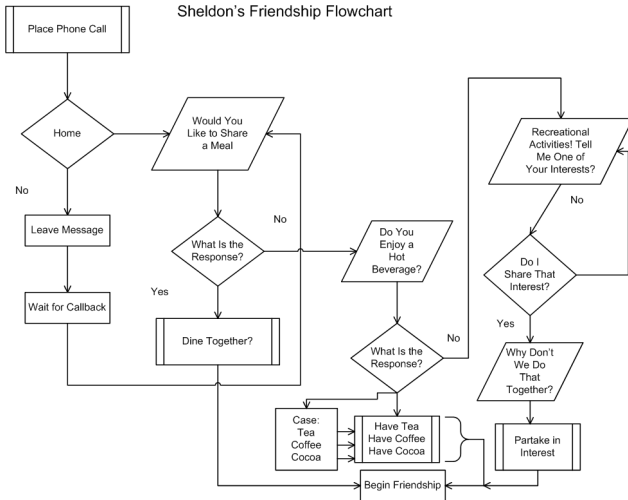 Sheldon's Friendship Flowchart
Place Phone Call
Home
No
Leave Message
Wait for Callback
Would You
Like to Share
a Meal
What Is the
Response?
No
Yes
Dine Together?
Do You
Enjoy a
Hot
Beverage?
What Is the
Response?
No
Case:
Tea
Coffee
Cocoa
Have Tea
Have Coffee
Have Cocoa
Recreational
Activities! Tell
Me One of
Your Interests?
No
Do I
Share That
Interest?
Yes
Why Don't
We Do
That
Together?
Partake in
Interest
Begin Friendship